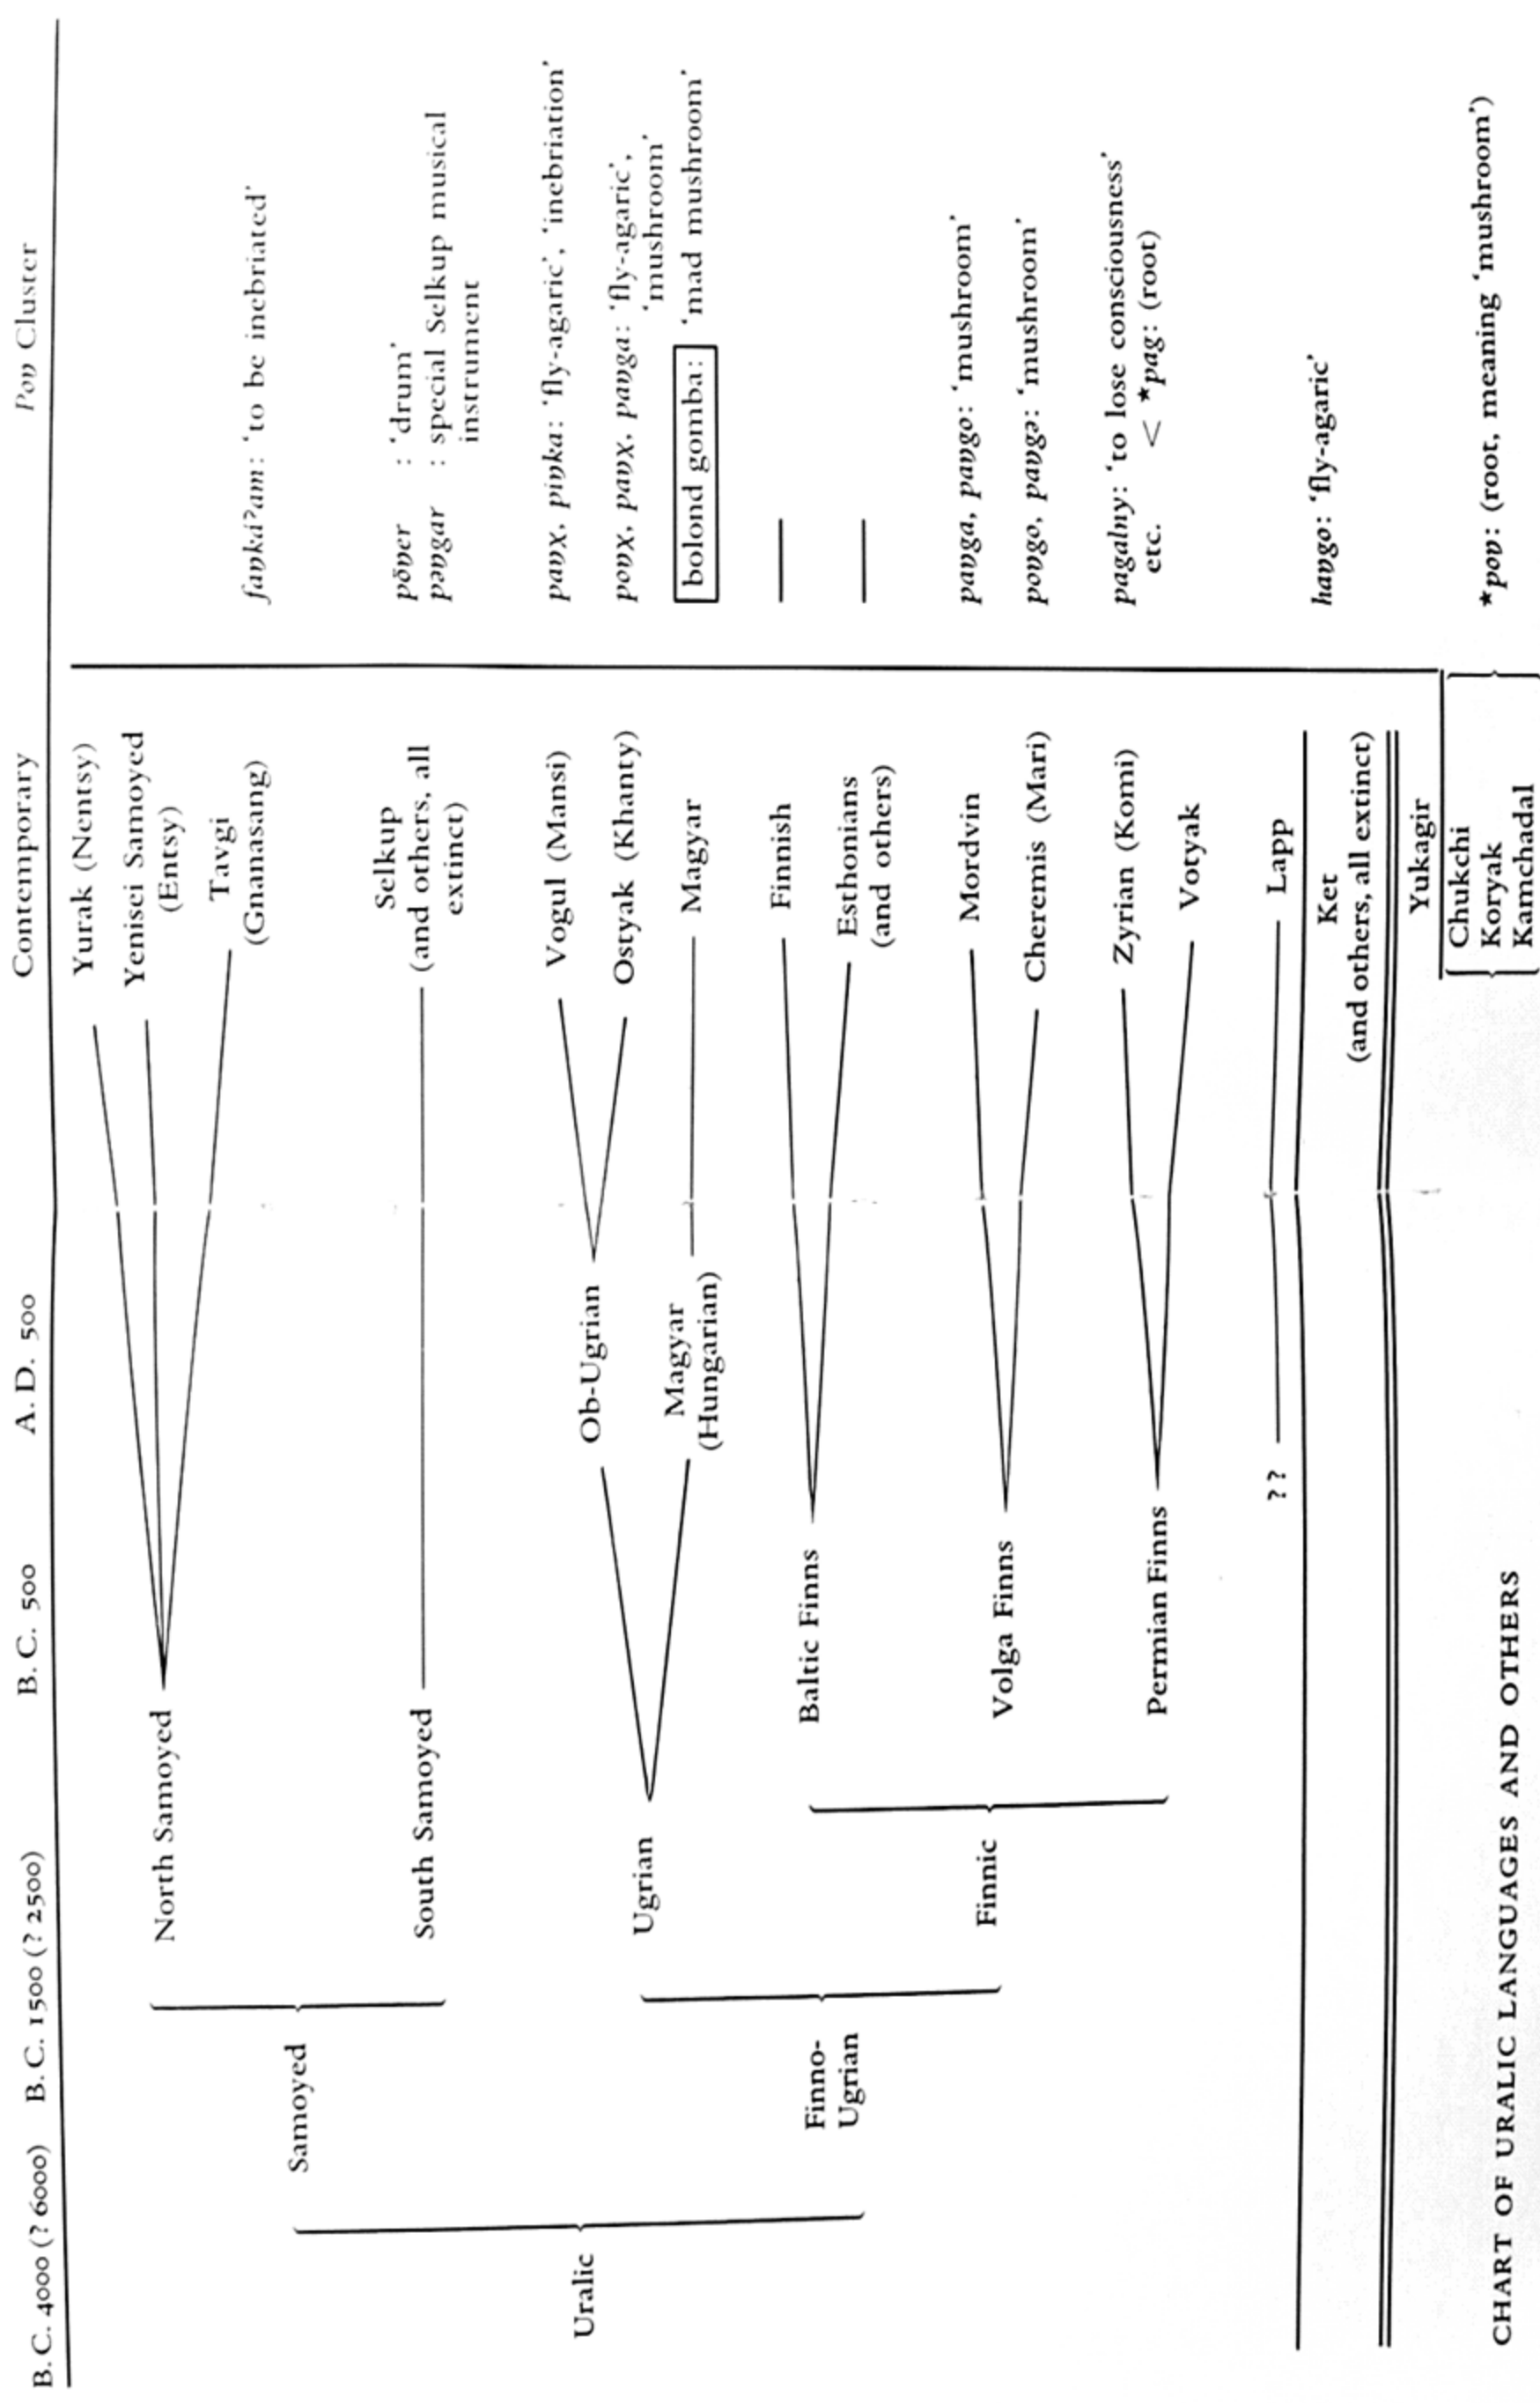 B. C. 4000 (? 6000) B. C. 1500 (? 2500) B. C. 500 A. D. 500 Contemporary Poŋ Cluster
Yurak (Nentsy)
Yenisei Samoyed
(Entsy)
North Samoyed
Tavgi
(Gnanasang) faŋkáʔam: ‘to be inebriated’
Samoyed
Selkup pöŋer : ‘drum’
South Samoyed (and others, all pəŋgar : special Selkup musical
extinct) instrument
Uralic
Vogul (Mansi) paŋx, piŋka: ‘fly-agaric’, ‘inebriation’
Ob-Ugrian
Ostyak (Khanty) poŋx, paŋx, paŋga: ‘fly-agaric’,
‘mushroom’
Ugrian
Magyar Magyar bolond gomba: ‘mad mushroom’
(Hungarian)
Finnish —
Baltic Finns
Finno-
Ugrian
Esthonians —
(and others)
Mordvin paŋga, paŋgo: ‘mushroom’
Finnic
Volga Finns
Cheremis (Mari) poŋgo, paŋgə: ‘mushroom’
Zyrian (Komi) pagalny: ‘to lose consciousness’
etc. < *pag: (root)
Permian Finns
Votyak
?? Lapp
Ket haŋgo: ‘fly-agaric’
(and others, all extinct)
Yukagir
Chukchi
Koryak *poŋ: (root, meaning ‘mushroom’)
Kamchadal
CHART OF URALIC LANGUAGES AND OTHERS